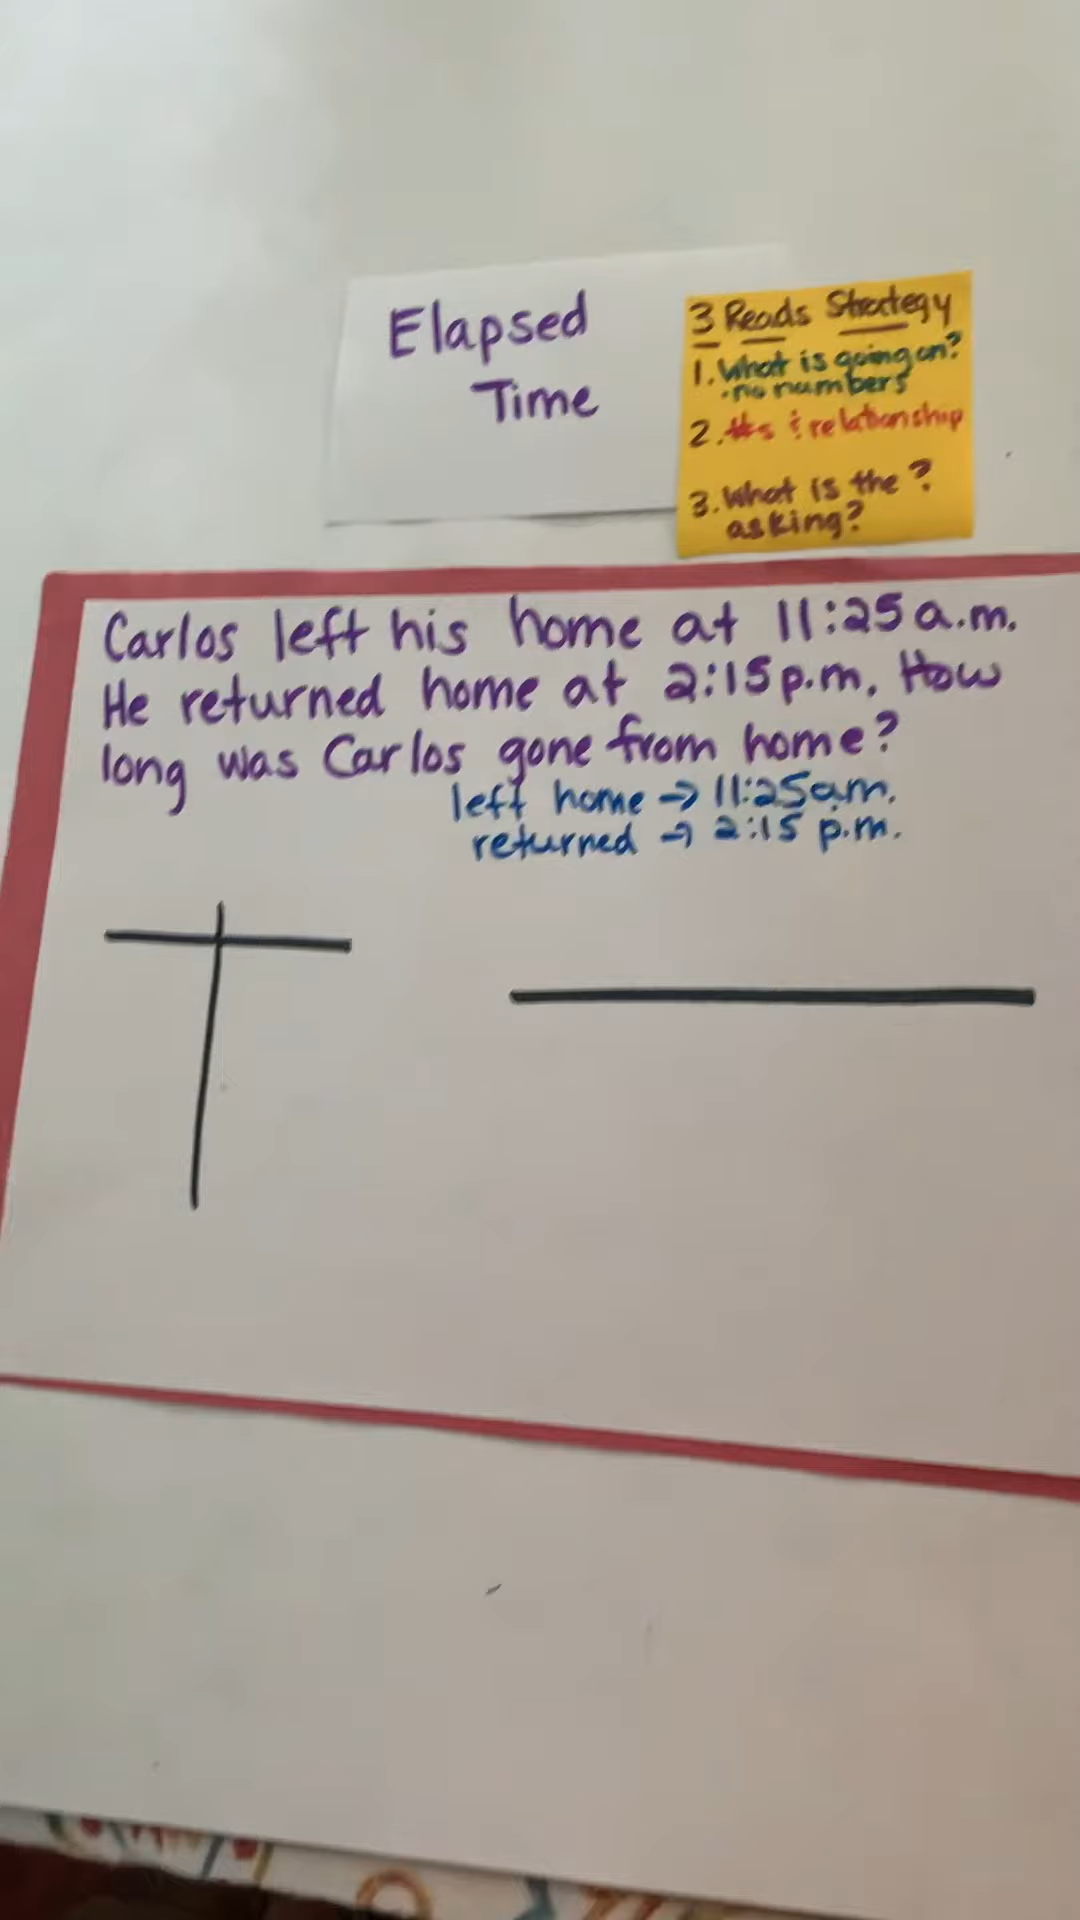 Elapsed
Time
3 Reads Strategy
1. What is going on?
• no numbers
2. #s & relationship
3. What is the ?
asking?
Carlos left his home at 11:25 a.m.
He returned home at 2:15 p.m. How
long was Carlos gone from home?
left home → 11:25 a.m.
returned → 2:15 p.m.